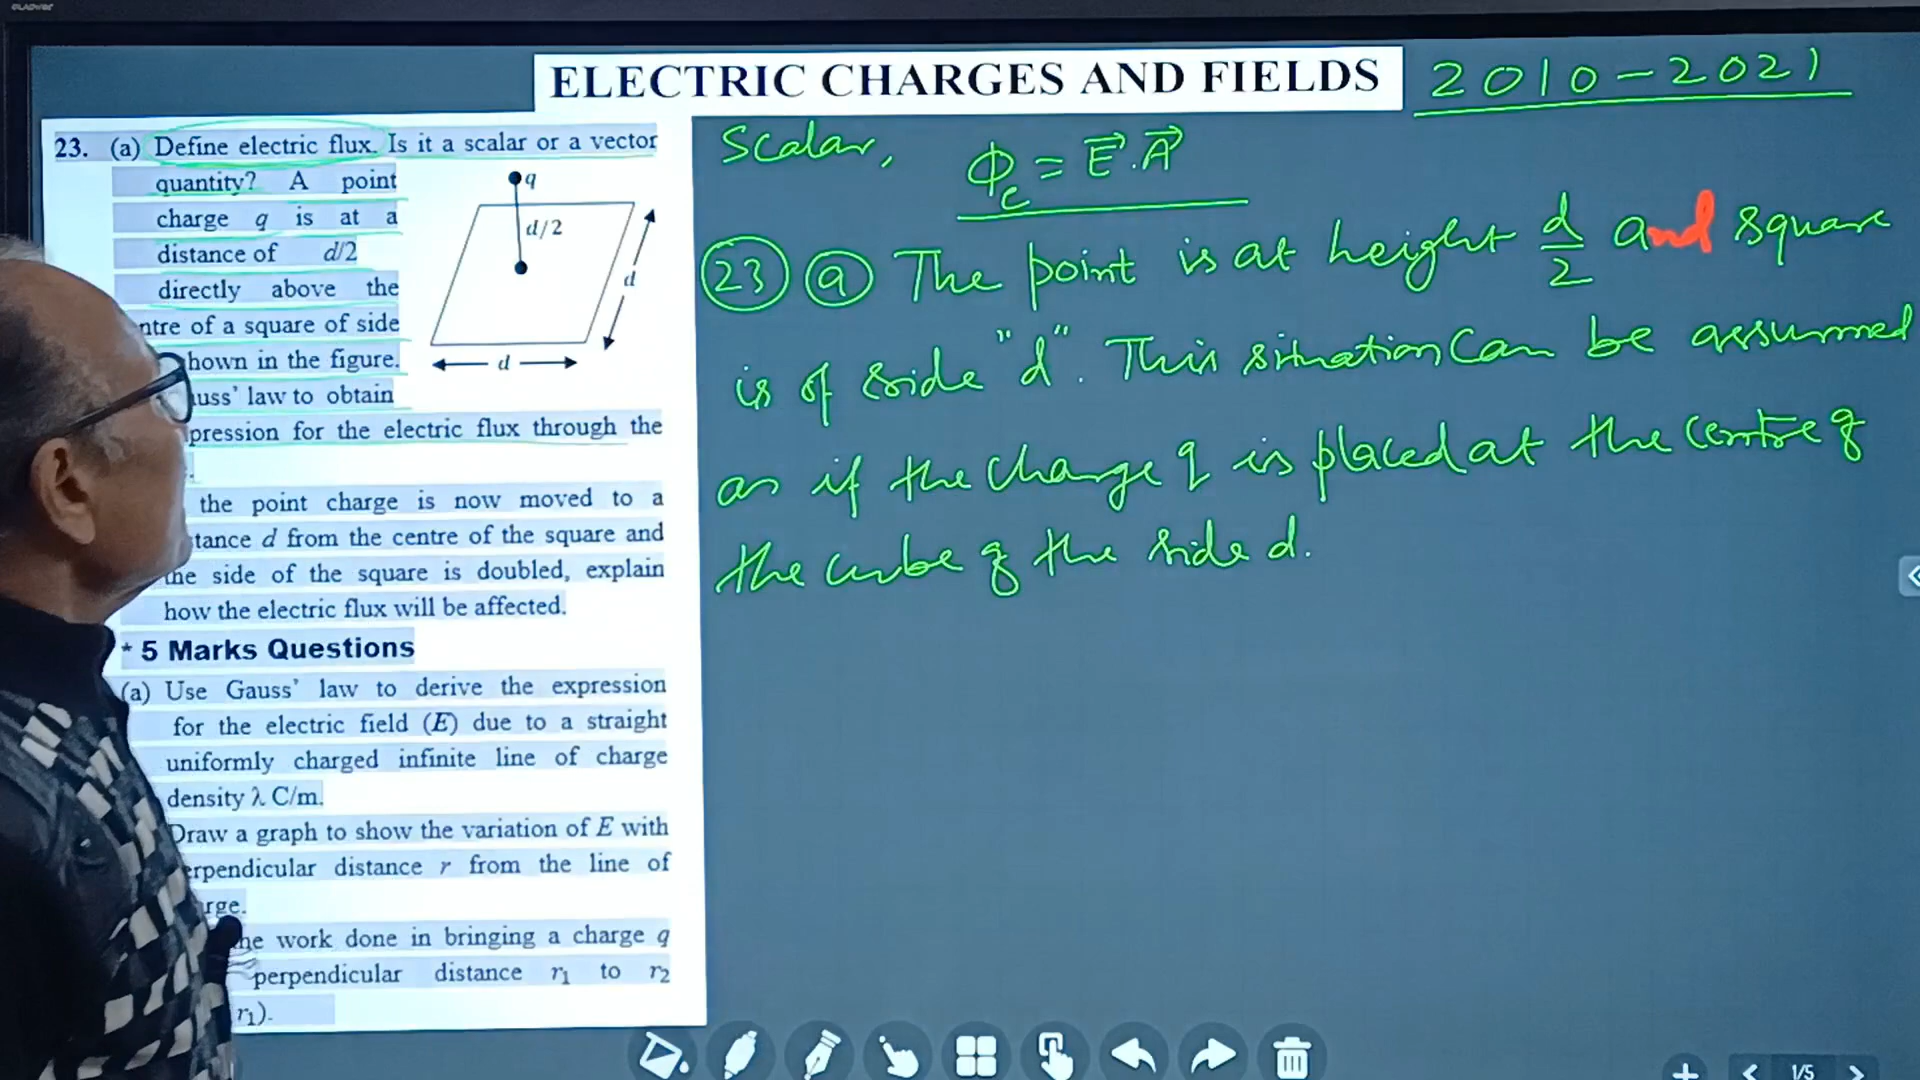 ELECTRIC CHARGES AND FIELDS 2010-2021
23. (a) Define electric flux. Is it a scalar or a vector
quantity? A point
charge q is at a
distance of d/2
directly above the
ntre of a square of side
hown in the figure.
uss' law to obtain
pression for the electric flux through the
the point charge is now moved to a
tance d from the centre of the square and
the side of the square is doubled, explain
how the electric flux will be affected.
q
d/2
d
d
* 5 Marks Questions
(a) Use Gauss' law to derive the expression
for the electric field (E) due to a straight
uniformly charged infinite line of charge
density λ C/m.
Draw a graph to show the variation of E with
erpendicular distance r from the line of
rge.
he work done in bringing a charge q
perpendicular distance r₁ to r₂
r₁).
Scalar, Φe = E⃗.A⃗
23 a The point is at height d/2 and square
is of side "d". This situation can be assumed
as if the charge q is placed at the centre of
the cube of the side d.
1/5